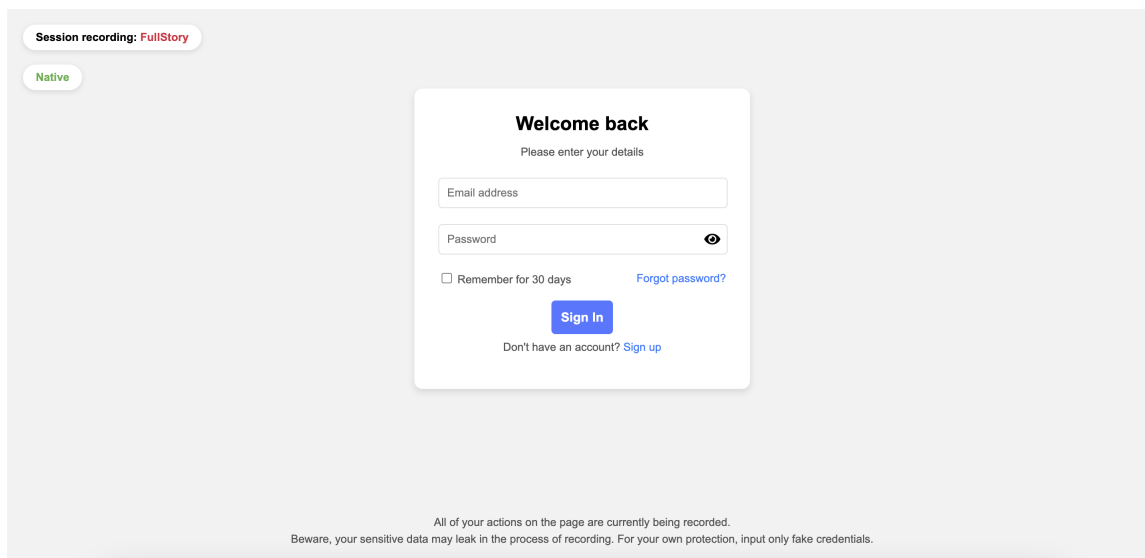 Session recording: FullStory
Native
Welcome back
Please enter your details
Email address
Password
Remember for 30 days Forgot password?
Sign In
Don't have an account? Sign up
All of your actions on the page are currently being recorded.
Beware, your sensitive data may leak in the process of recording. For your own protection, input only fake credentials.